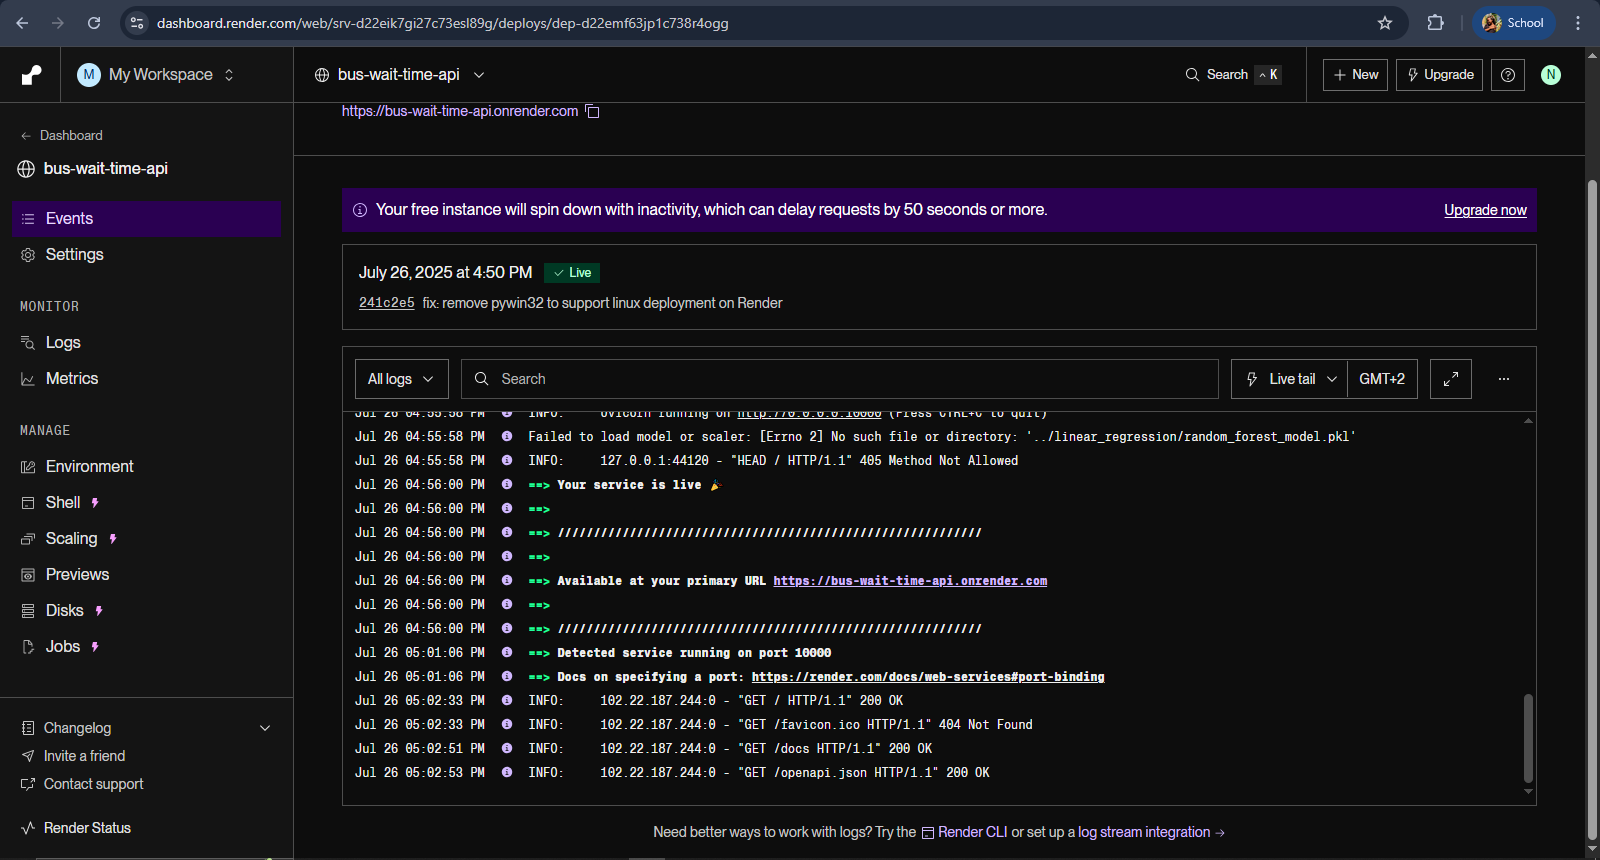 dashboard.render.com/web/srv-d22eik7gi27c73esl89g/deploys/dep-d22emf63jp1c738r4ogg
School
M My Workspace
bus-wait-time-api
Search ^ K
+ New
Upgrade
N
https://bus-wait-time-api.onrender.com
← Dashboard
bus-wait-time-api
Events
Settings
MONITOR
Logs
Metrics
MANAGE
Environment
Shell
Scaling
Previews
Disks
Jobs
Changelog
Invite a friend
Contact support
Render Status
Your free instance will spin down with inactivity, which can delay requests by 50 seconds or more.
Upgrade now
July 26, 2025 at 4:50 PM ✓ Live
241c2e5 fix: remove pywin32 to support linux deployment on Render
All logs
Search
Live tail
GMT+2
Jul 26 04:55:58 PM INFO: Uvicorn running on http://0.0.0.0:10000 (Press CTRL+C to quit)
Jul 26 04:55:58 PM Failed to load model or scaler: [Errno 2] No such file or directory: '../linear_regression/random_forest_model.pkl'
Jul 26 04:55:58 PM INFO: 127.0.0.1:44120 - "HEAD / HTTP/1.1" 405 Method Not Allowed
Jul 26 04:56:00 PM ==> Your service is live 🎉
Jul 26 04:56:00 PM ==>
Jul 26 04:56:00 PM ==> ///////////////////////////////////////////////////////////
Jul 26 04:56:00 PM ==>
Jul 26 04:56:00 PM ==> Available at your primary URL https://bus-wait-time-api.onrender.com
Jul 26 04:56:00 PM ==>
Jul 26 04:56:00 PM ==> ///////////////////////////////////////////////////////////
Jul 26 05:01:06 PM ==> Detected service running on port 10000
Jul 26 05:01:06 PM ==> Docs on specifying a port: https://render.com/docs/web-services#port-binding
Jul 26 05:02:33 PM INFO: 102.22.187.244:0 - "GET / HTTP/1.1" 200 OK
Jul 26 05:02:33 PM INFO: 102.22.187.244:0 - "GET /favicon.ico HTTP/1.1" 404 Not Found
Jul 26 05:02:51 PM INFO: 102.22.187.244:0 - "GET /docs HTTP/1.1" 200 OK
Jul 26 05:02:53 PM INFO: 102.22.187.244:0 - "GET /openapi.json HTTP/1.1" 200 OK
Need better ways to work with logs? Try the Render CLI or set up a log stream integration →